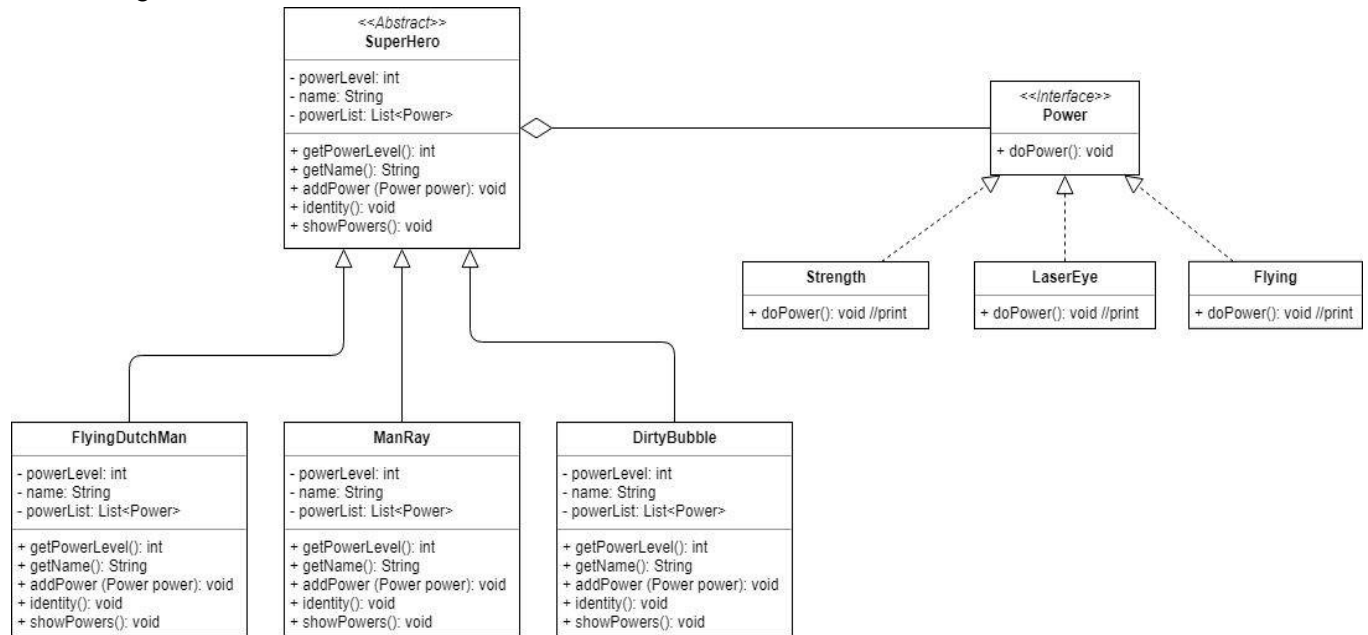 <<Abstract>>
SuperHero
- powerLevel: int
- name: String
- powerList: List<Power>
+ getPowerLevel(): int
+ getName(): String
+ addPower (Power power): void
+ identity(): void
+ showPowers(): void
<<Interface>>
Power
+ doPower(): void
Strength
+ doPower(): void //print
LaserEye
+ doPower(): void //print
Flying
+ doPower(): void //print
FlyingDutchMan
- powerLevel: int
- name: String
- powerList: List<Power>
+ getPowerLevel(): int
+ getName(): String
+ addPower (Power power): void
+ identity(): void
+ showPowers(): void
ManRay
- powerLevel: int
- name: String
- powerList: List<Power>
+ getPowerLevel(): int
+ getName(): String
+ addPower (Power power): void
+ identity(): void
+ showPowers(): void
DirtyBubble
- powerLevel: int
- name: String
- powerList: List<Power>
+ getPowerLevel(): int
+ getName(): String
+ addPower (Power power): void
+ identity(): void
+ showPowers(): void